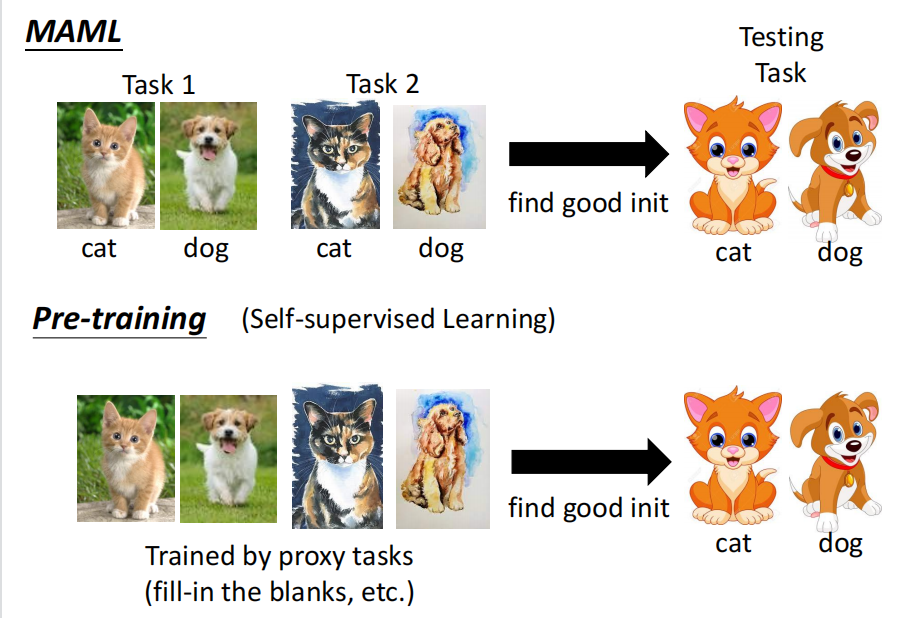 MAML
Testing
Task
Task 1
Task 2
find good init
cat
dog
cat
dog
cat
dog
Pre-training (Self-supervised Learning)
find good init
cat
dog
Trained by proxy tasks
(fill-in the blanks, etc.)